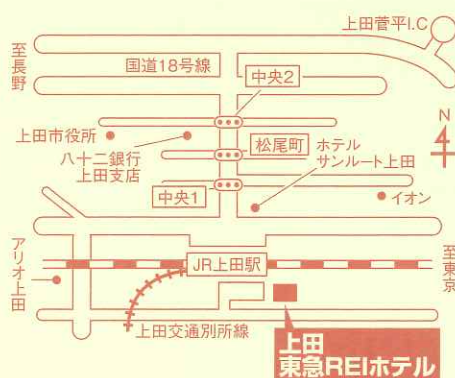 上田菅平I.C
至長野
国道18号線
中央2
上田市役所
八十二銀行
上田支店
松尾町
ホテル
サンルート上田
N
4
中央1
イオン
アリオ上田
JR上田駅
至東京
上田交通別所線
上田
東急REIホテル